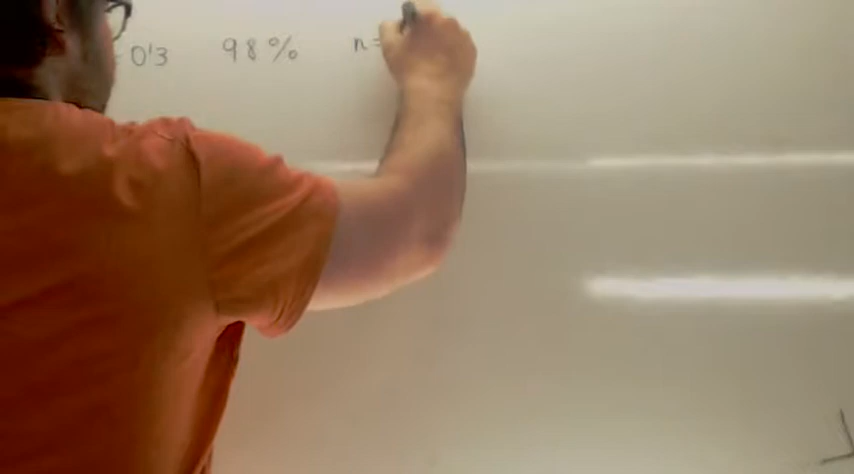 = 0'3 98% n=